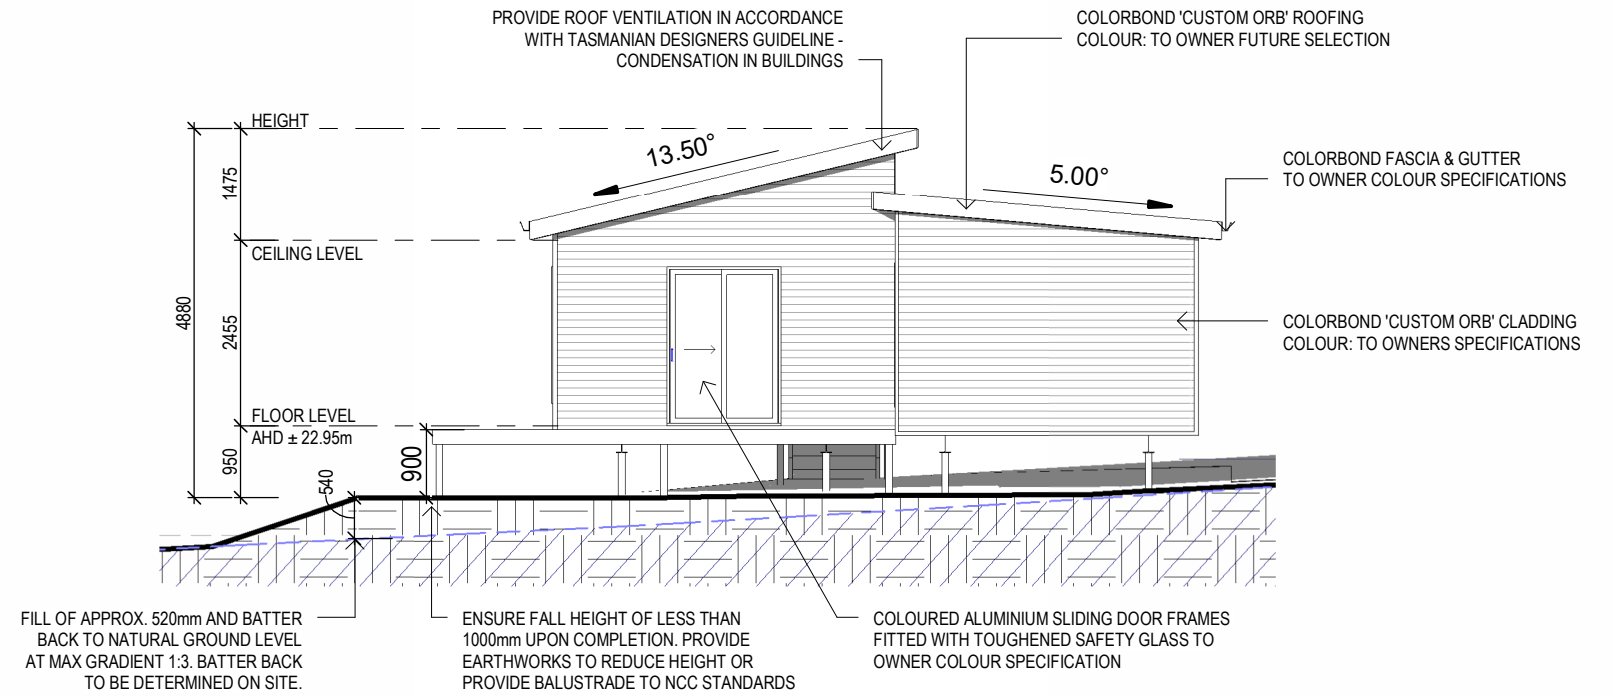 PROVIDE ROOF VENTILATION IN ACCORDANCE
WITH TASMANIAN DESIGNERS GUIDELINE -
CONDENSATION IN BUILDINGS
COLORBOND 'CUSTOM ORB' ROOFING
COLOUR: TO OWNER FUTURE SELECTION
HEIGHT
13.50°
5.00°
COLORBOND FASCIA & GUTTER
TO OWNER COLOUR SPECIFICATIONS
1475
CEILING LEVEL
4880
2455
COLORBOND 'CUSTOM ORB' CLADDING
COLOUR: TO OWNERS SPECIFICATIONS
FLOOR LEVEL
AHD ± 22.95m
950
900
540
FILL OF APPROX. 520mm AND BATTER
BACK TO NATURAL GROUND LEVEL
AT MAX GRADIENT 1:3. BATTER BACK
TO BE DETERMINED ON SITE.
ENSURE FALL HEIGHT OF LESS THAN
1000mm UPON COMPLETION. PROVIDE
EARTHWORKS TO REDUCE HEIGHT OR
PROVIDE BALUSTRADE TO NCC STANDARDS
COLOURED ALUMINIUM SLIDING DOOR FRAMES
FITTED WITH TOUGHENED SAFETY GLASS TO
OWNER COLOUR SPECIFICATION